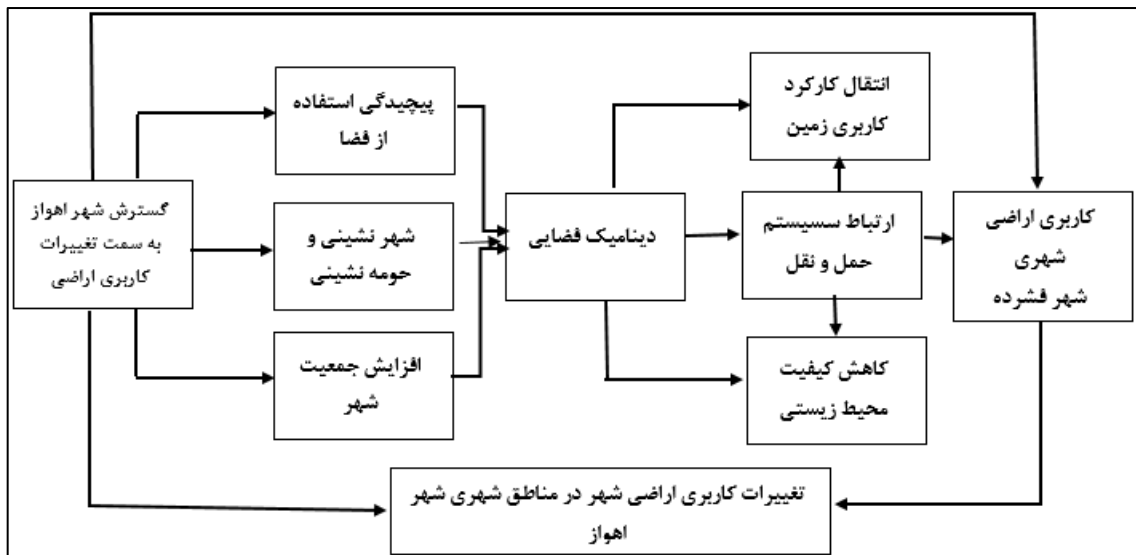 گسترش شهر اهواز
به سمت تغییرات
کاربری اراضی
پیچیدگی استفاده
از فضا
شهر نشینی و
حومه نشینی
افزایش جمعیت
شهر
دینامیک فضایی
انتقال کارکرد
کاربری زمین
ارتباط سسیستم
حمل و نقل
کاهش کیفیت
محیط زیستی
کاربری اراضی
شهری
شهر فشرده
تغییرات کاربری اراضی شهر در مناطق شهری شهر
اهواز